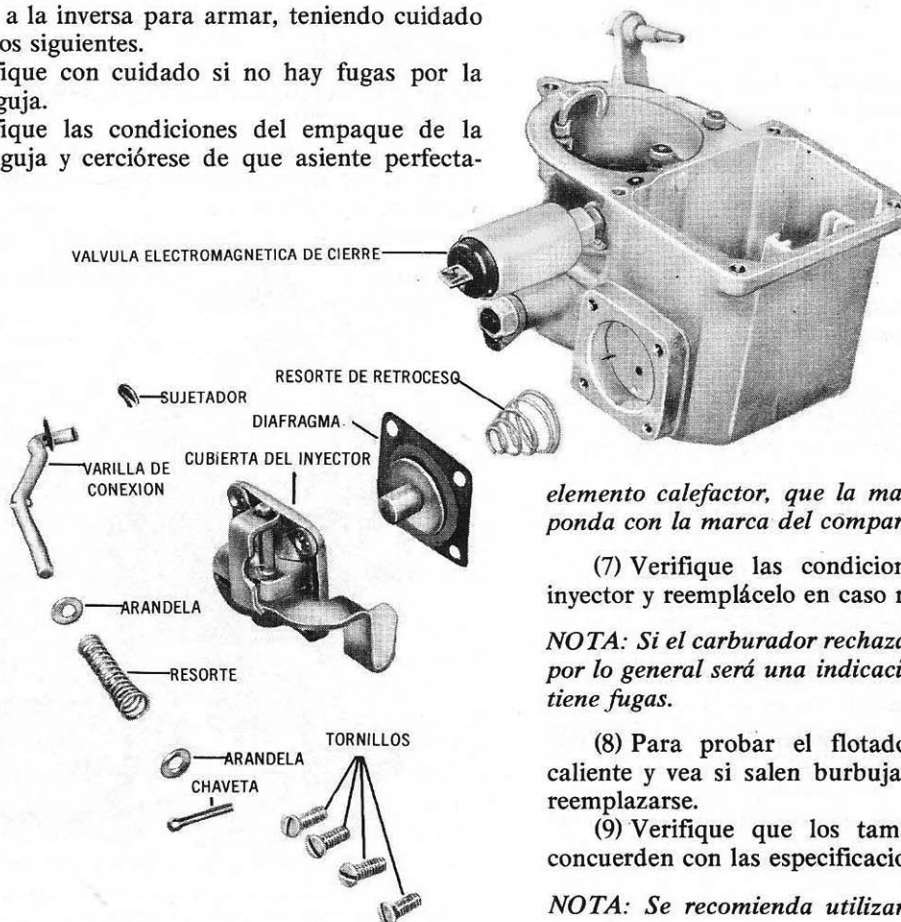 a la inversa para armar, teniendo cuidado
os siguientes.
fique con cuidado si no hay fugas por la
guja.
fique las condiciones del empaque de la
guja y cerciórese de que asiente perfecta-
VALVULA ELECTROMAGNETICA DE CIERRE
RESORTE DE RETROCESO
SUJETADOR
DIAFRAGMA
VARILLA DE
CONEXION
CUBIERTA DEL INYECTOR
ARANDELA
RESORTE
ARANDELA
TORNILLOS
CHAVETA
elemento calefactor, que la ma
ponda con la marca del compar
(7) Verifique las condicion
inyector y reemplácelo en caso n
NOTA: Si el carburador rechaza
por lo general será una indicaci
tiene fugas.
(8) Para probar el flotado
caliente y vea si salen burbuja
reemplazarse.
(9) Verifique que los tam
concuerden con las especificacio
NOTA: Se recomienda utilizar